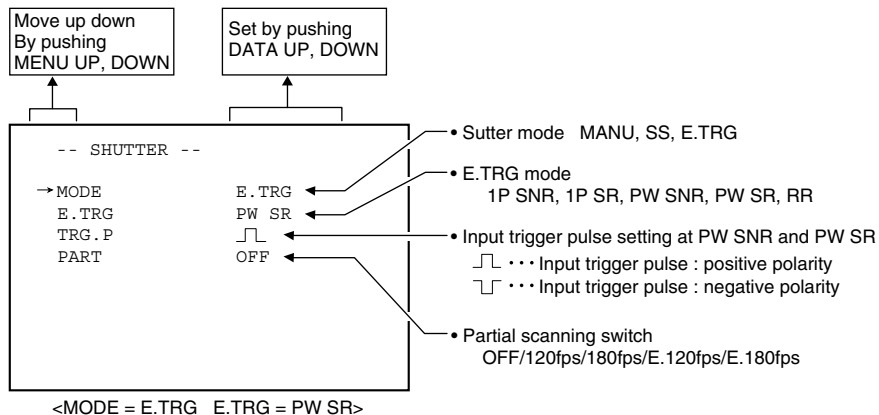 Move up down
By pushing
MENU UP, DOWN
Set by pushing
DATA UP, DOWN
-- SHUTTER --
→MODE E.TRG
E.TRG PW SR
TRG.P
PART OFF
• Sutter mode MANU, SS, E.TRG
• E.TRG mode
1P SNR, 1P SR, PW SNR, PW SR, RR
• Input trigger pulse setting at PW SNR and PW SR
··· Input trigger pulse : positive polarity
··· Input trigger pulse : negative polarity
• Partial scanning switch
OFF/120fps/180fps/E.120fps/E.180fps
<MODE = E.TRG E.TRG = PW SR>